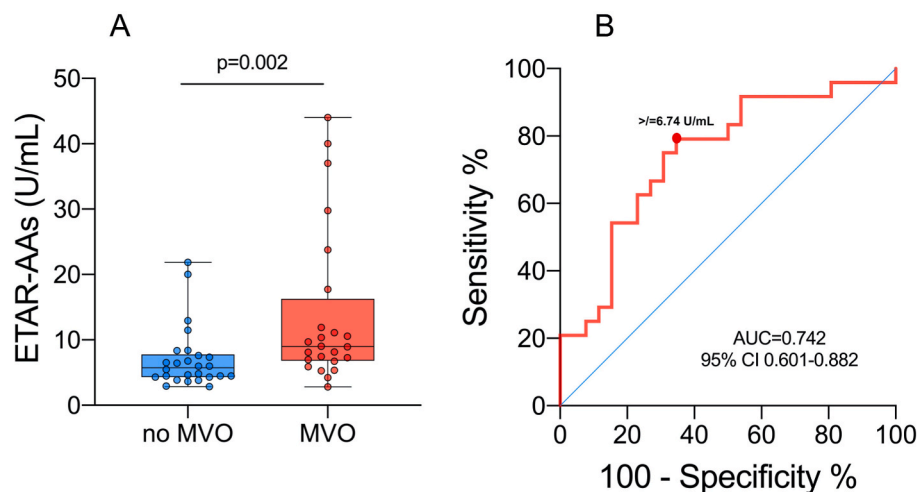 A
p=0.002
ETAR-AAs (U/mL)
50
40
30
20
10
0
no MVO
MVO
B
Sensitivity %
100
80
60
40
20
0
>/=6.74 U/mL
AUC=0.742
95% CI 0.601-0.882
0 20 40 60 80 100
100 - Specificity %